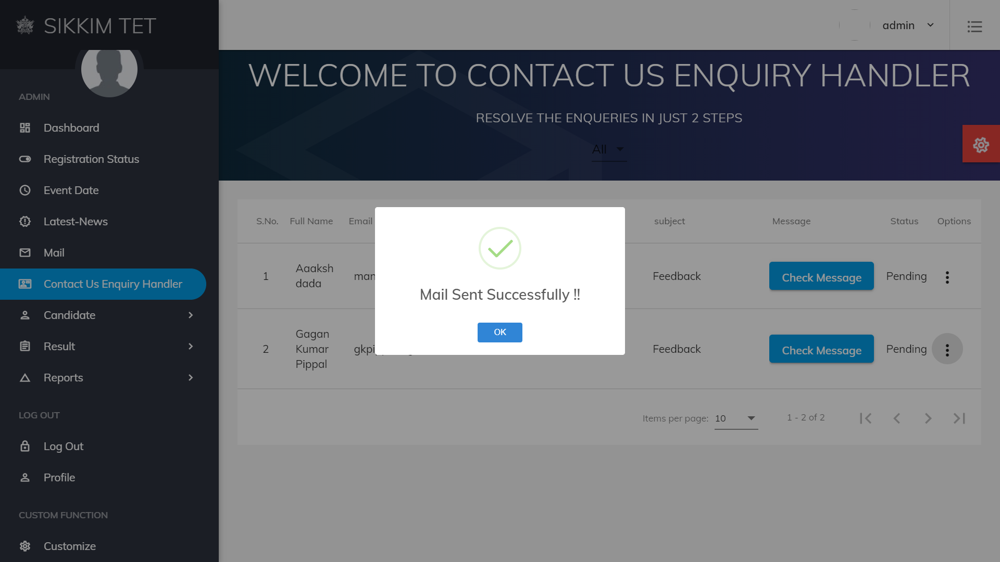 SIKKIM TET
admin
ADMIN
Dashboard
Registration Status
Event Date
Latest-News
Mail
Contact Us Enquiry Handler
Candidate
Result
Reports
LOG OUT
Log Out
Profile
CUSTOM FUNCTION
Customize
WELCOME TO CONTACT US ENQUIRY HANDLER
RESOLVE THE ENQUERIES IN JUST 2 STEPS
All
S.No. Full Name Email subject Message Status Options
1 Aaaksh dada Feedback Check Message Pending
2 Gagan Kumar Pippal Feedback Check Message Pending
Mail Sent Successfully !!
OK
Items per page: 10 1 - 2 of 2